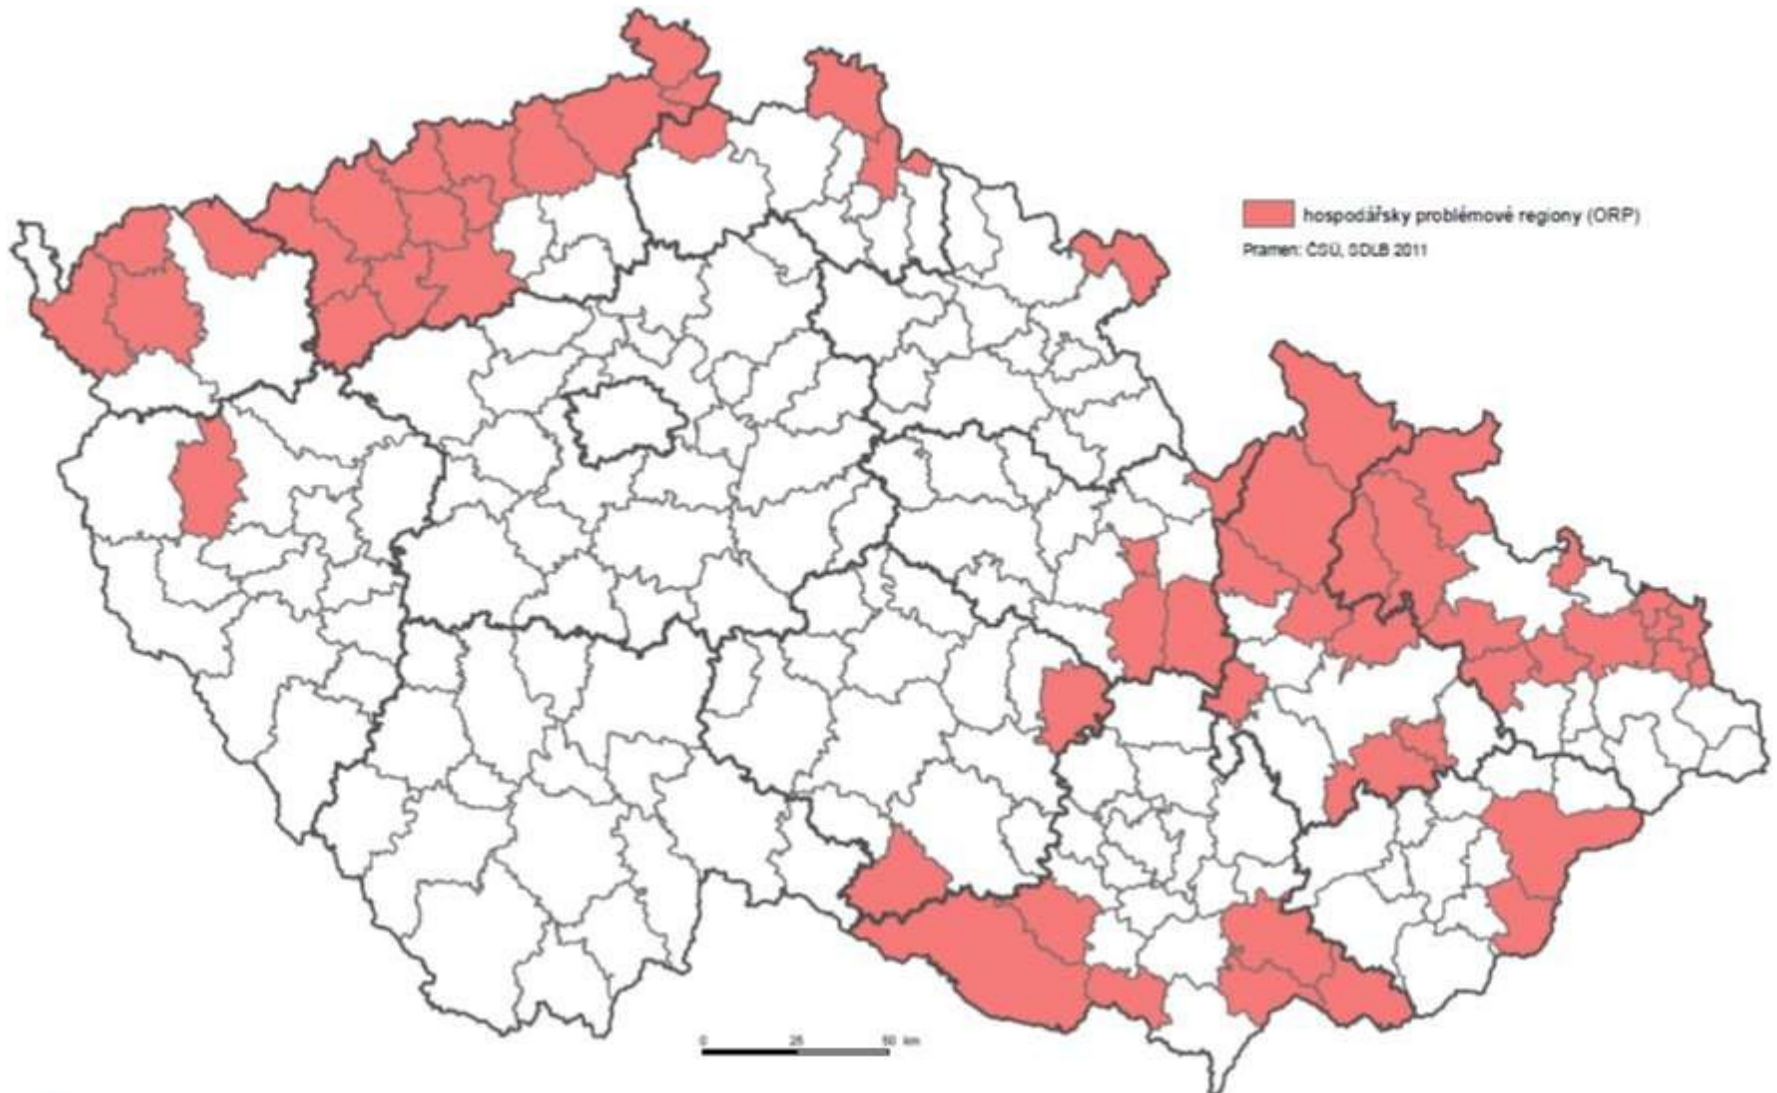 hospodářsky problémové regiony (ORP)
Pramen: ČSÚ, SDLB 2011
0 25 50 km